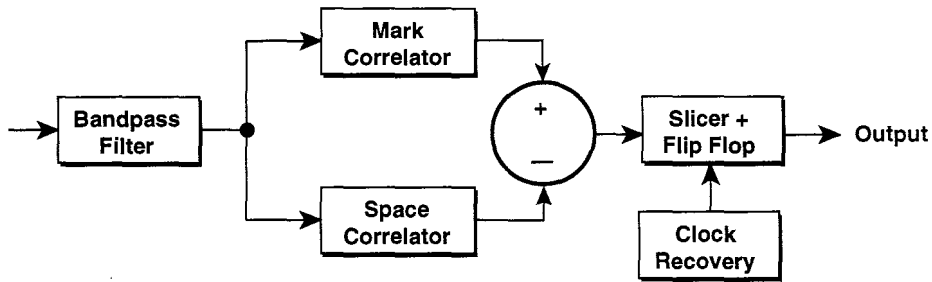 Mark
Correlator
Bandpass
Filter
+
−
Slicer +
Flip Flop
Output
Space
Correlator
Clock
Recovery